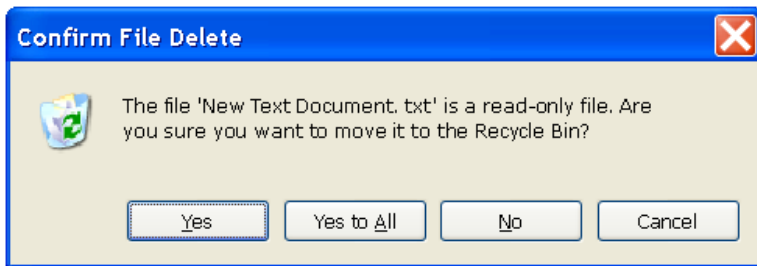 Confirm File Delete
The file 'New Text Document. txt' is a read-only file. Are
you sure you want to move it to the Recycle Bin?
Yes Yes to All No Cancel